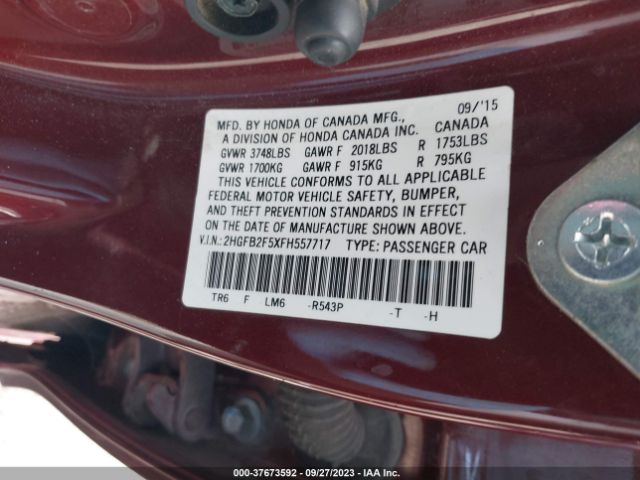 09/'15
MFD. BY HONDA OF CANADA MFG., CANADA
A DIVISION OF HONDA CANADA INC.
GVWR 3748LBS GAWR F 2018LBS R 1753LBS
GVWR 1700KG GAWR F 915KG R 795KG
THIS VEHICLE CONFORMS TO ALL APPLICABLE
FEDERAL MOTOR VEHICLE SAFETY, BUMPER,
AND THEFT PREVENTION STANDARDS IN EFFECT
ON THE DATE OF MANUFACTURE SHOWN ABOVE.
V.I.N.: 2HGFB2F5XFH557717 TYPE: PASSENGER CAR
TR6 F LM6 -R543P -T -H
000-37673592 - 09/27/2023 - IAA Inc.